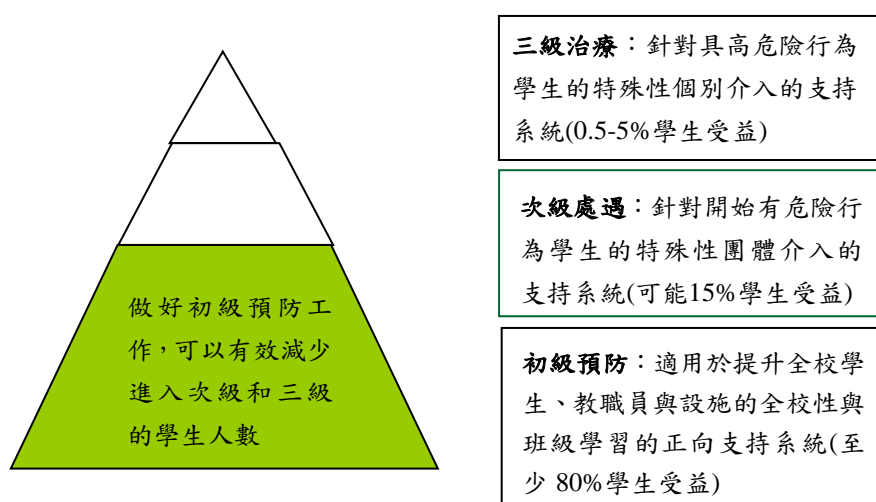 三級治療：針對具高危險行為
學生的特殊性個別介入的支持
系統(0.5-5%學生受益)
次級處遇：針對開始有危險行
為學生的特殊性團體介入的
支持系統(可能15%學生受益)
做好初級預防工
作，可以有效減少
進入次級和三級
的學生人數
初級預防：適用於提升全校學
生、教職員與設施的全校性與
班級學習的正向支持系統(至
少 80%學生受益)